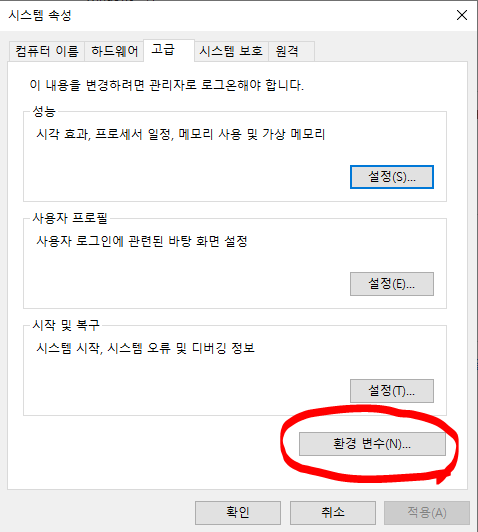 시스템 속성
컴퓨터 이름 하드웨어 고급 시스템 보호 원격
이 내용을 변경하려면 관리자로 로그온해야 합니다.
성능
시각 효과, 프로세서 일정, 메모리 사용 및 가상 메모리
설정(S)...
사용자 프로필
사용자 로그인에 관련된 바탕 화면 설정
설정(E)...
시작 및 복구
시스템 시작, 시스템 오류 및 디버깅 정보
설정(T)...
환경 변수(N)...
확인 취소 적용(A)